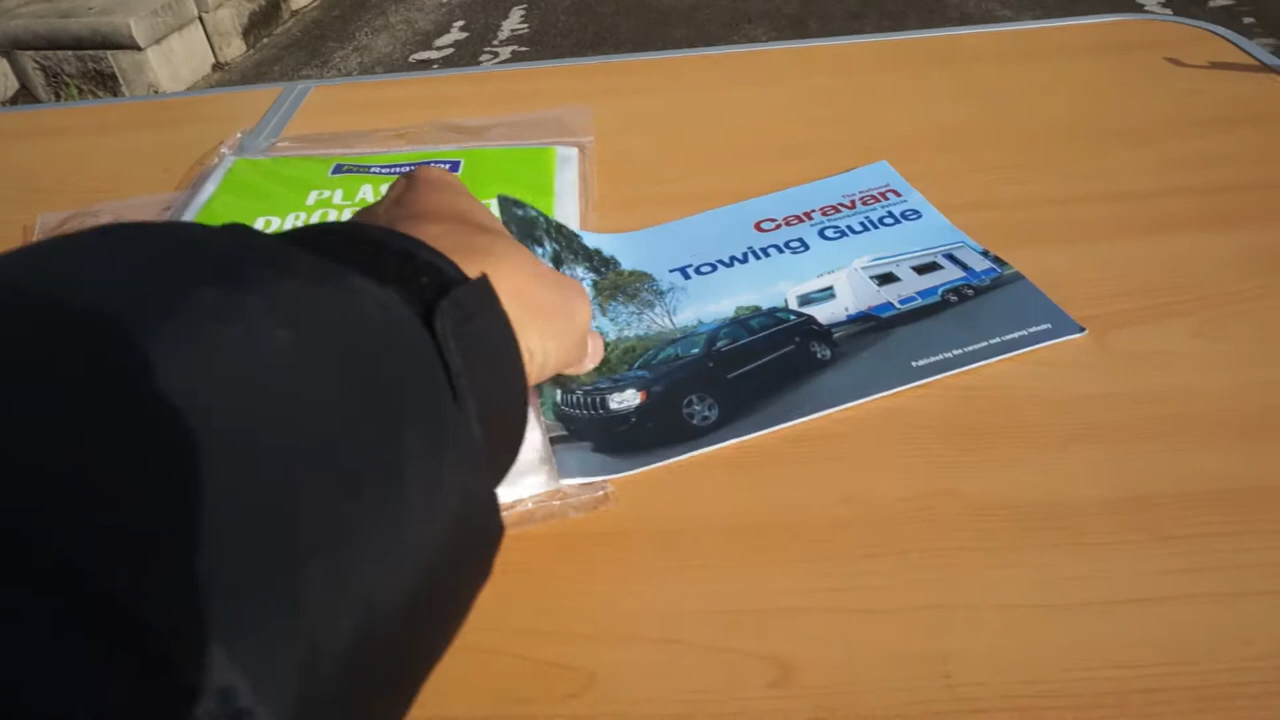 ProRenovator
The National
Caravan
and Recreational Vehicle
Towing Guide
Published by the caravan and camping industry